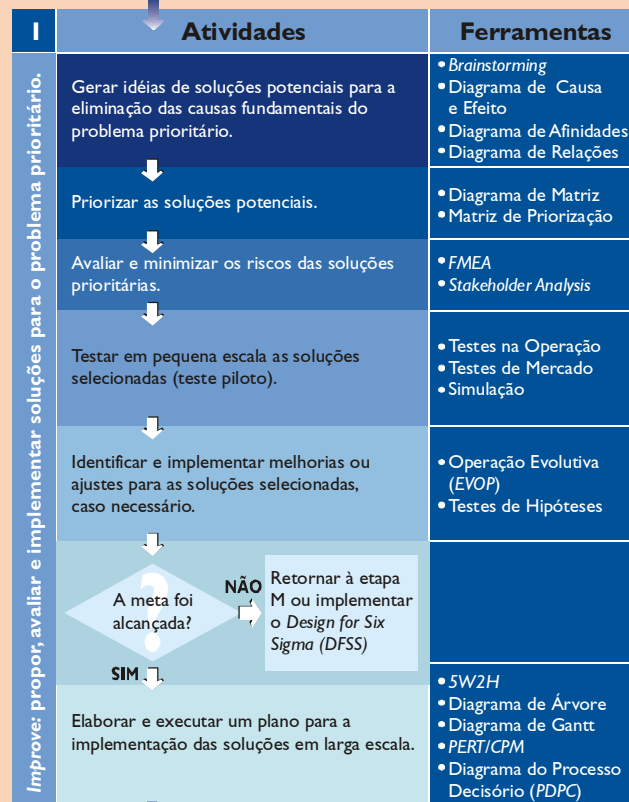 I
Atividades
Ferramentas
Improve: propor, avaliar e implementar soluções para o problema prioritário.
Gerar idéias de soluções potenciais para a
eliminação das causas fundamentais do
problema prioritário.
• Brainstorming
• Diagrama de Causa
e Efeito
• Diagrama de Afinidades
• Diagrama de Relações
Priorizar as soluções potenciais.
• Diagrama de Matriz
• Matriz de Priorização
Avaliar e minimizar os riscos das soluções
prioritárias.
• FMEA
• Stakeholder Analysis
Testar em pequena escala as soluções
selecionadas (teste piloto).
• Testes na Operação
• Testes de Mercado
• Simulação
Identificar e implementar melhorias ou
ajustes para as soluções selecionadas,
caso necessário.
• Operação Evolutiva
(EVOP)
• Testes de Hipóteses
?
A meta foi
alcançada?
NÃO
Retornar à etapa
M ou implementar
o Design for Six
Sigma (DFSS)
SIM
Elaborar e executar um plano para a
implementação das soluções em larga escala.
• 5W2H
• Diagrama de Árvore
• Diagrama de Gantt
• PERT/CPM
• Diagrama do Processo
Decisório (PDPC)